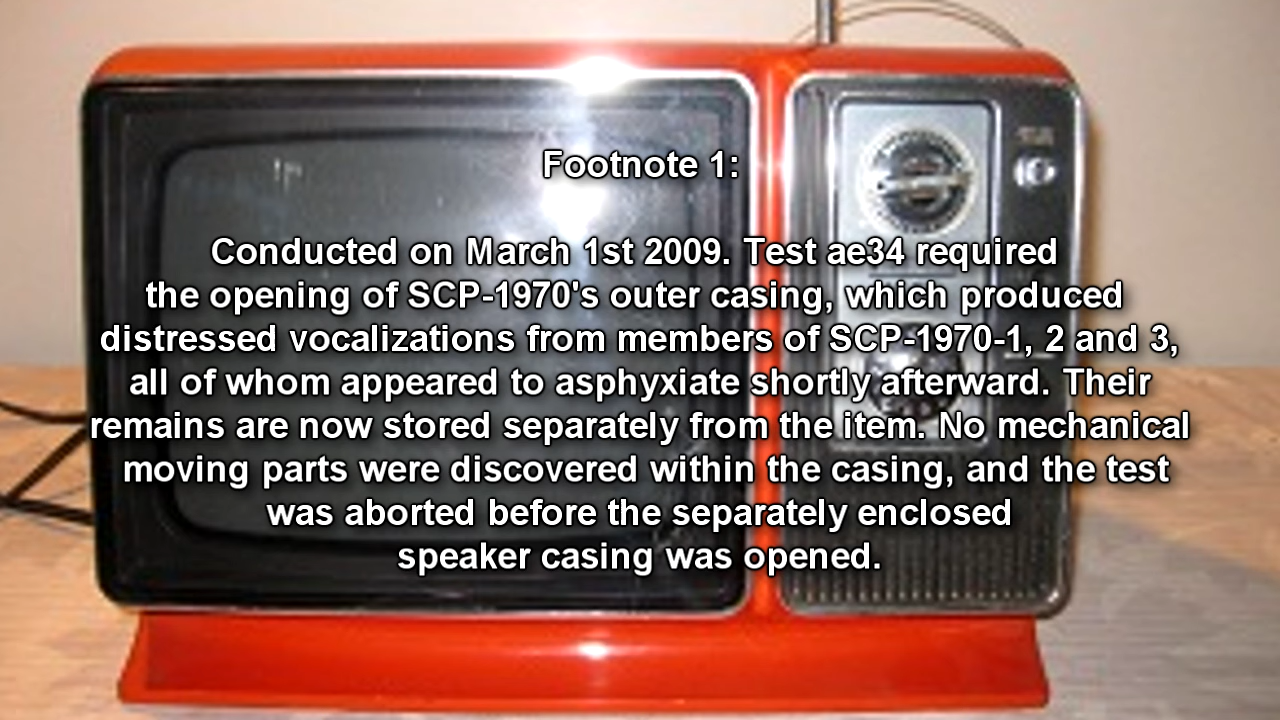 Footnote 1:
Conducted on March 1st 2009. Test ae34 required
the opening of SCP-1970's outer casing, which produced
distressed vocalizations from members of SCP-1970-1, 2 and 3,
all of whom appeared to asphyxiate shortly afterward. Their
remains are now stored separately from the item. No mechanical
moving parts were discovered within the casing, and the test
was aborted before the separately enclosed
speaker casing was opened.